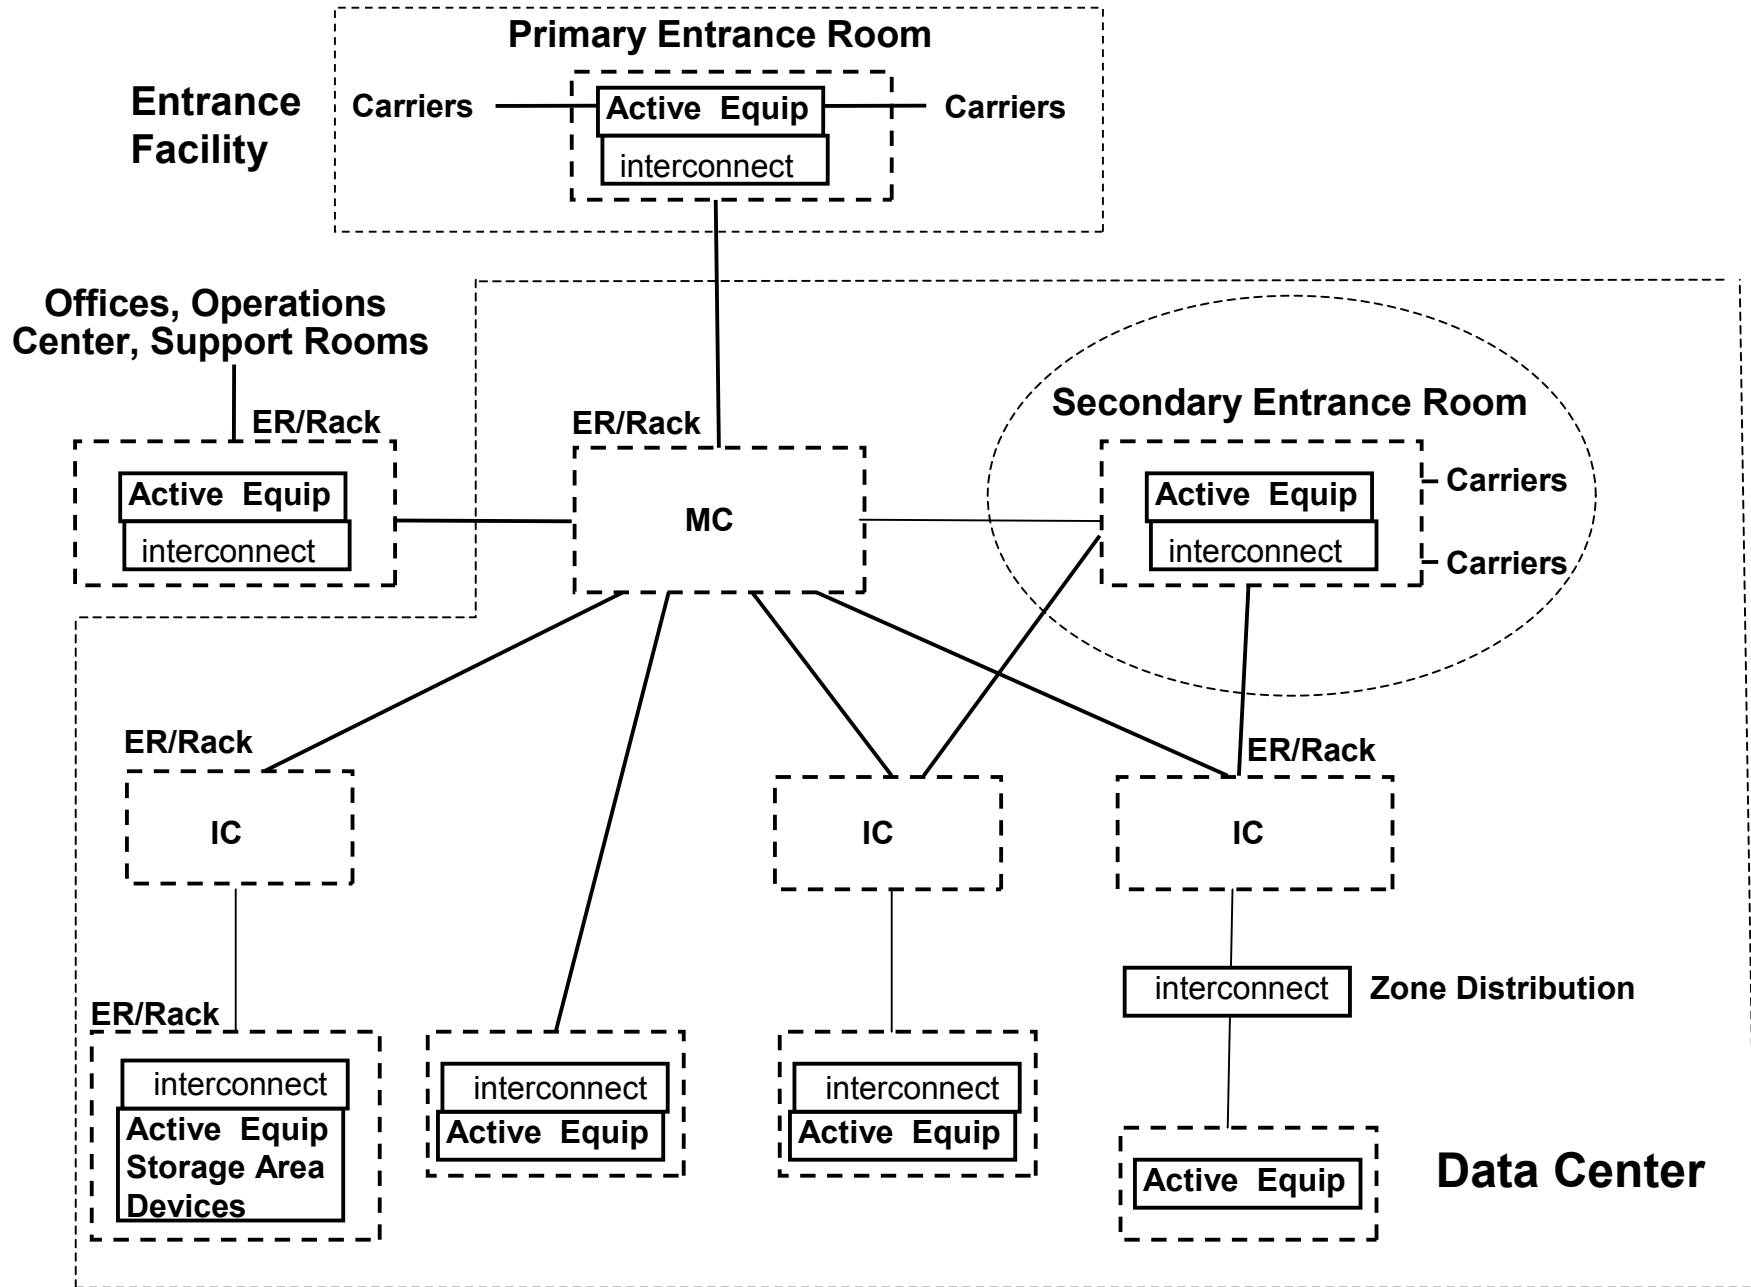 Primary Entrance Room
Entrance
Facility
Carriers
Active Equip
Carriers
interconnect
Offices, Operations
Center, Support Rooms
ER/Rack
Active Equip
interconnect
ER/Rack
MC
Secondary Entrance Room
Active Equip
interconnect
Carriers
Carriers
ER/Rack
IC
IC
ER/Rack
IC
interconnect
Zone Distribution
ER/Rack
interconnect
Active Equip
Storage Area
Devices
interconnect
Active Equip
interconnect
Active Equip
Active Equip
Data Center